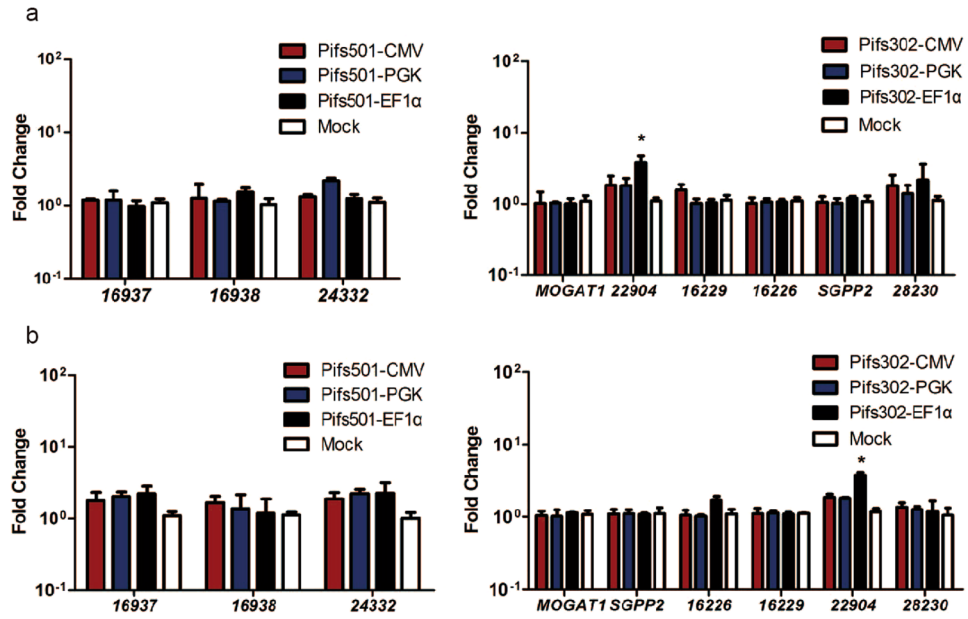 a
Fold Change
10²
10¹
10⁰
10⁻¹
Pifs501-CMV
Pifs501-PGK
Pifs501-EF1α
Mock
16937 16938 24332
Fold Change
10²
10¹
10⁰
10⁻¹
Pifs302-CMV
Pifs302-PGK
Pifs302-EF1α
Mock
*
MOGAT1 22904 16229 16226 SGPP2 28230
b
Fold Change
10²
10¹
10⁰
10⁻¹
Pifs501-CMV
Pifs501-PGK
Pifs501-EF1α
Mock
16937 16938 24332
Fold Change
10²
10¹
10⁰
10⁻¹
Pifs302-CMV
Pifs302-PGK
Pifs302-EF1α
Mock
*
MOGAT1 SGPP2 16226 16229 22904 28230